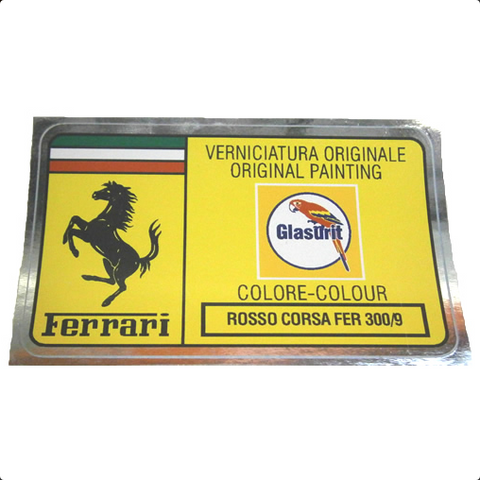 Ferrari
VERNICIATURA ORIGINALE
ORIGINAL PAINTING
Glasurit
COLORE-COLOUR
ROSSO CORSA FER 300/9